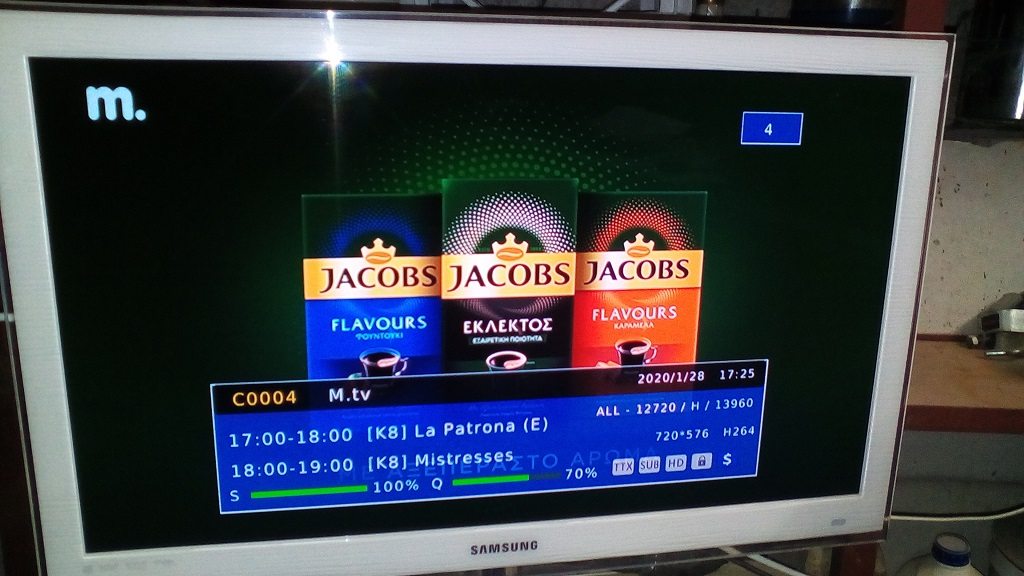 m.
4
JACOBS
FLAVOURS
ΦΟΥΝΤΟΥΚΙ
JACOBS
ΕΚΛΕΚΤΟΣ
ΕΞΑΙΡΕΤΙΚΗ ΠΟΙΟΤΗΤΑ
JACOBS
FLAVOURS
ΚΑΡΑΜΕΛΑ
C0004 M.tv 2020/1/28 17:25
ALL - 12720 / H / 13960
17:00-18:00 [K8] La Patrona (E)
720*576 H264
18:00-19:00 [K8] Mistresses
ΑΞΕΠΕΡΑΣΤΟ ΑΡΩΜΑ
S 100% Q 70% TTX SUB HD $
SAMSUNG